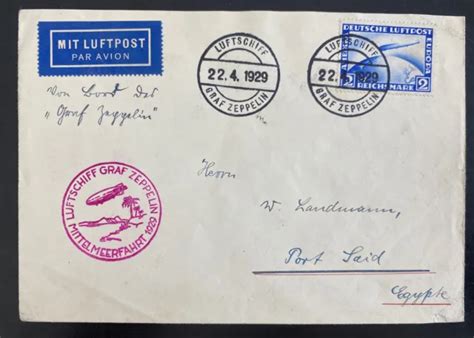 MIT LUFTPOST
PAR AVION
LUFTSCHIFF
22.4.1929
GRAF ZEPPELIN
LUFTSCHIFF
22.4.1929
GRAF ZEPPELIN
DEUTSCHE LUFTPOST
EUROPA
2 REICHSMARK 2
Von Bord des
„Graf Zeppelin"
LUFTSCHIFF GRAF ZEPPELIN
MITTELMEERFAHRT 1929
Herrn
W. Landmann,
Port Said
Egypte